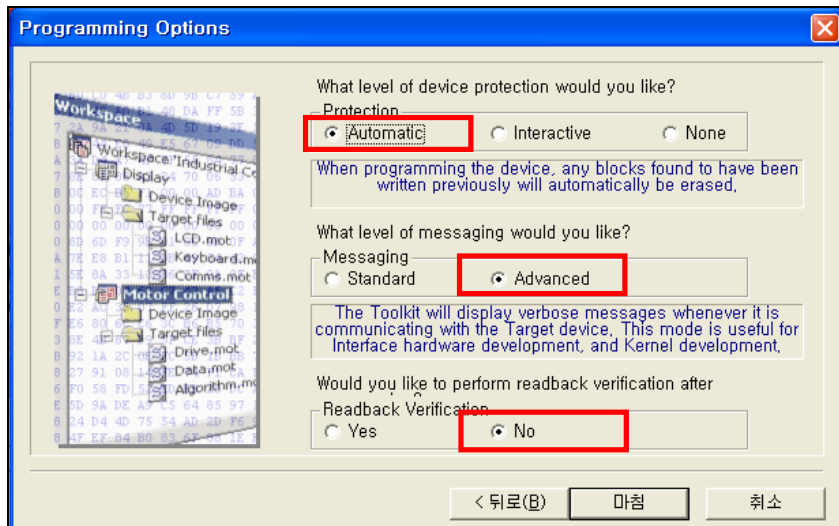 Programming Options
Workspace
Workspace "Industrial Co
Display
Device Image
Target files
LCD.mot
Keyboard.m
Comms.mot
Motor Control
Device Image
Target files
Drive.mot
Data.mot
Algorithm.mo
What level of device protection would you like?
Protection
Automatic Interactive None
When programming the device, any blocks found to have been
written previously will automatically be erased.
What level of messaging would you like?
Messaging
Standard Advanced
The Toolkit will display verbose messages whenever it is
communicating with the Target device. This mode is useful for
Interface hardware development, and Kernel development.
Would you like to perform readback verification after
Readback Verification
Yes No
< 뒤로(B) 마침 취소